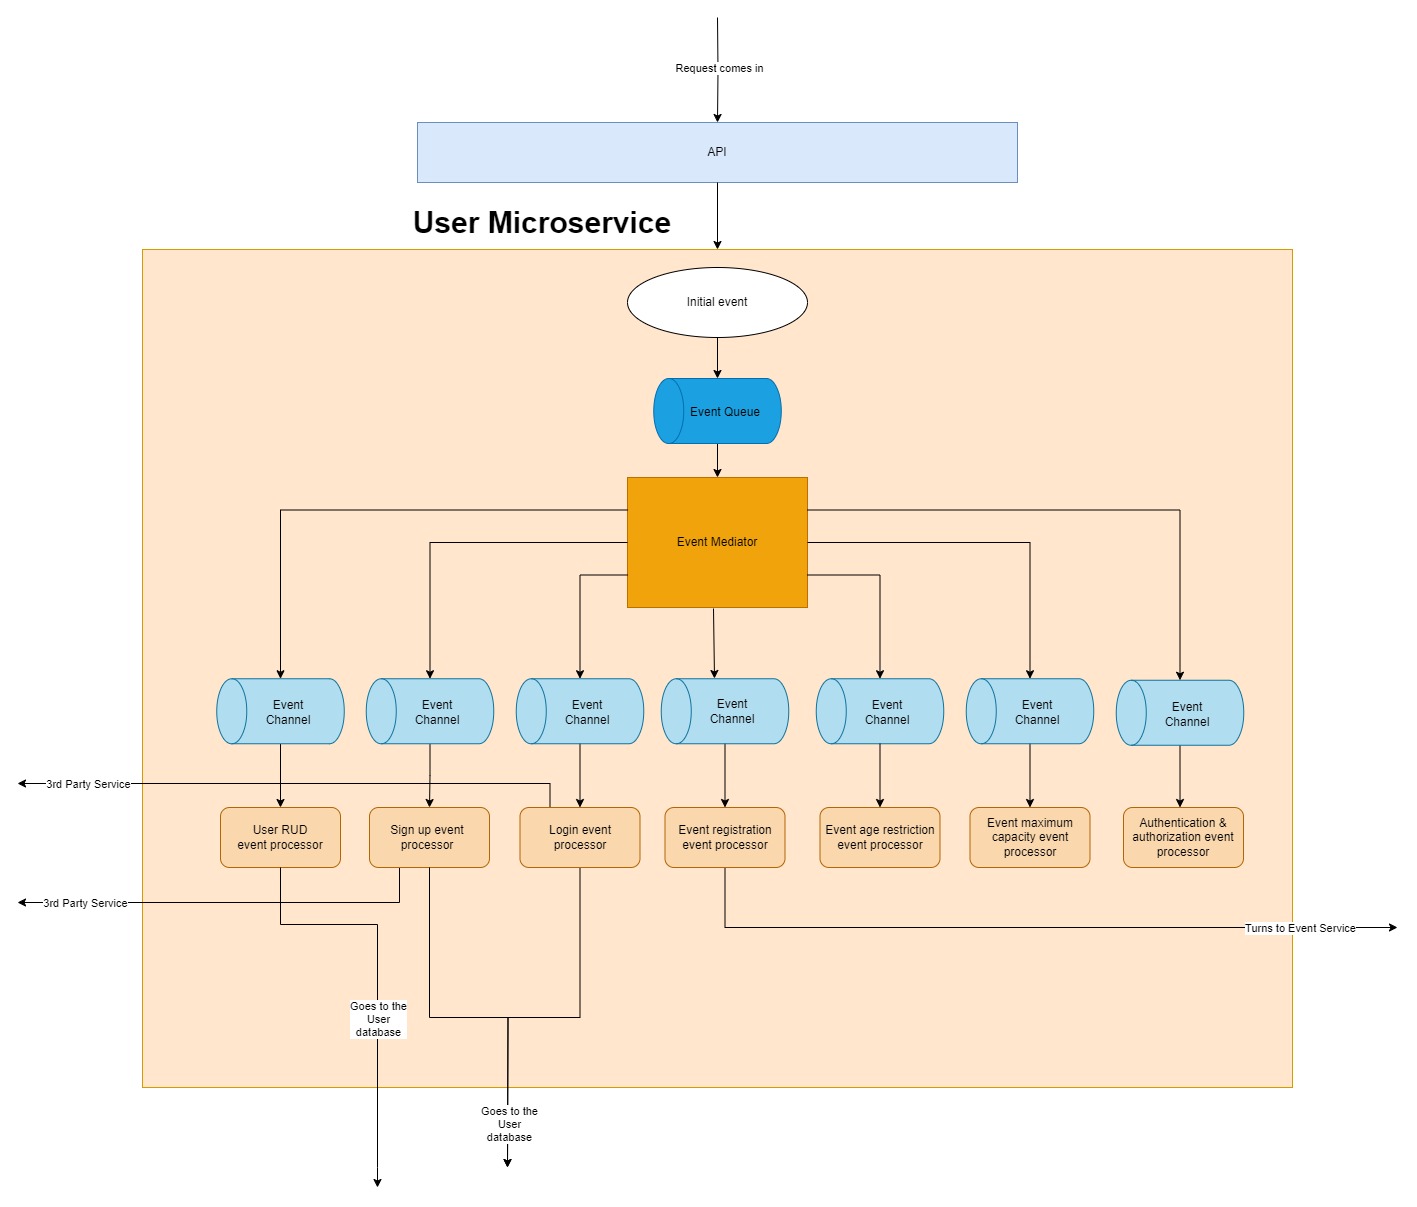 Request comes in
API
User Microservice
Initial event
Event Queue
Event Mediator
Event
Channel
Event
Channel
Event
Channel
Event
Channel
Event
Channel
Event
Channel
Event
Channel
3rd Party Service
User RUD
event processor
Sign up event
processor
Login event
processor
Event registration
event processor
Event age restriction
event processor
Event maximum
capacity event
processor
Authentication &
authorization event
processor
3rd Party Service
Turns to Event Service
Goes to the
User
database
Goes to the
User
database